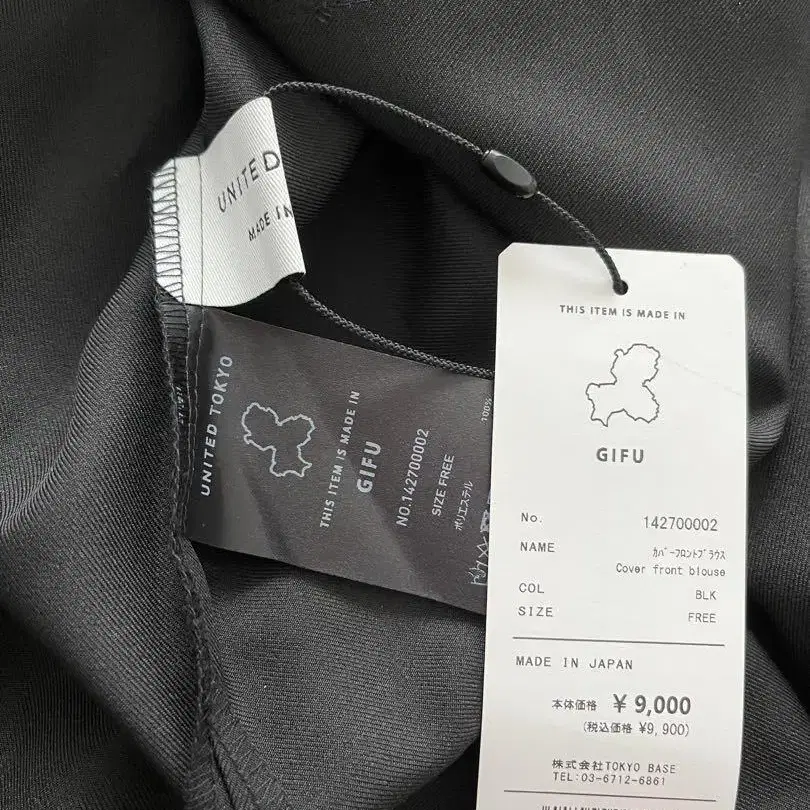 UNITED
MADE IN
UNITED TOKYO
THIS ITEM IS MADE IN
GIFU
NO.142700002
SIZE FREE
ポリエステル
100%
THIS ITEM IS MADE IN
GIFU
No. 142700002
NAME ｶﾊﾞｰﾌﾛﾝﾄﾌﾞﾗｳｽ
Cover front blouse
COL BLK
SIZE FREE
MADE IN JAPAN
本体価格 ¥ 9,000
(税込価格 ¥9,900)
株式会社TOKYO BASE
TEL:03-6712-6861